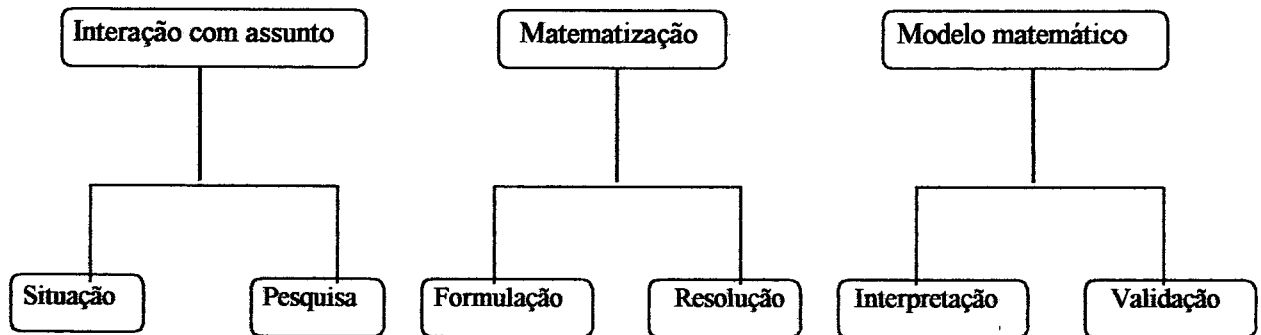 Interação com assunto
Matematização
Modelo matemático
Situação
Pesquisa
Formulação
Resolução
Interpretação
Validação